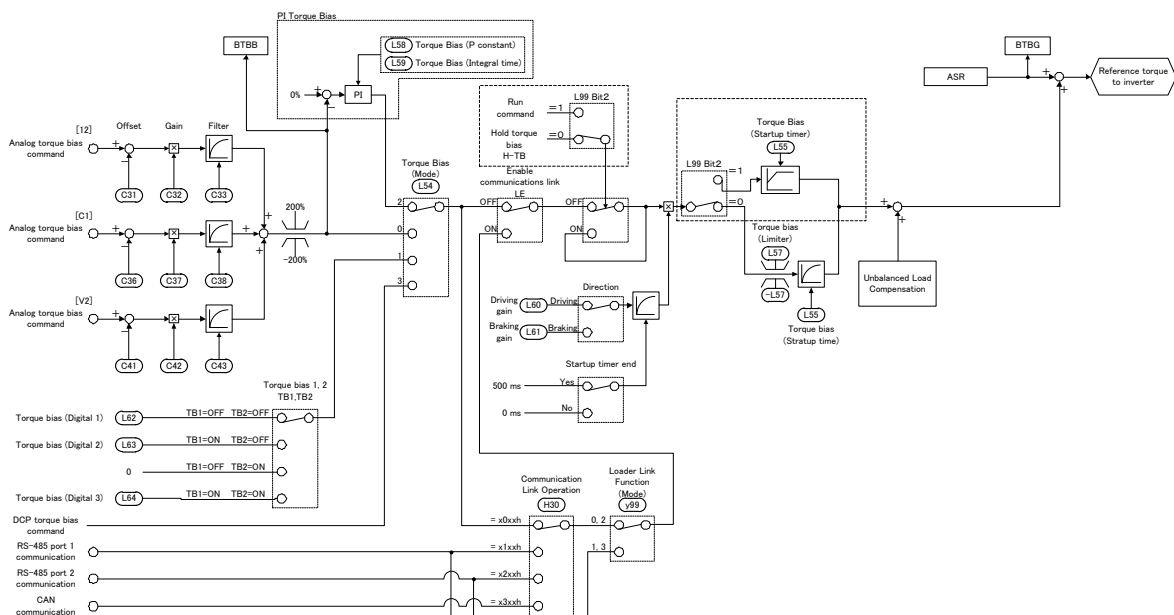 PI Torque Bias
BTBB
L58 Torque Bias (P constant)
L59 Torque Bias (Integral time)
0%
PI
BTBG
ASR
Reference torque
to inverter
L99 Bit2
Run
command
=1
Hold torque
bias
H-TB
=0
Torque Bias
(Startup timer)
L55
L99 Bit2
=1
=0
[12]
Analog torque bias
command
Offset
Gain
Filter
C31
C32
C33
[C1]
Analog torque bias
command
C36
C37
C38
[V2]
Analog torque bias
command
C41
C42
C43
200%
-200%
Torque Bias
(Mode)
L54
2
0
1
3
Enable
communications link
LE
OFF
ON
OFF
ON
Torque bias
(Limiter)
L57
-L57
L55
Torque bias
(Stratup time)
Unbalanced Load
Compensation
Direction
Driving
gain
L60
Driving
Braking
gain
L61
Braking
Startup timer end
500 ms
Yes
0 ms
No
Torque bias 1, 2
TB1,TB2
Torque bias (Digital 1)
L62
TB1=OFF TB2=OFF
Torque bias (Digital 2)
L63
TB1=ON TB2=OFF
0
TB1=OFF TB2=ON
Torque bias (Digital 3)
L64
TB1=ON TB2=ON
DCP torque bias
command
Communication
Link Operation
H30
Loader Link
Function
(Mode)
y99
= x0xxh
0, 2
RS-485 port 1
communication
= x1xxh
1, 3
RS-485 port 2
communication
= x2xxh
CAN
communication
= x3xxh